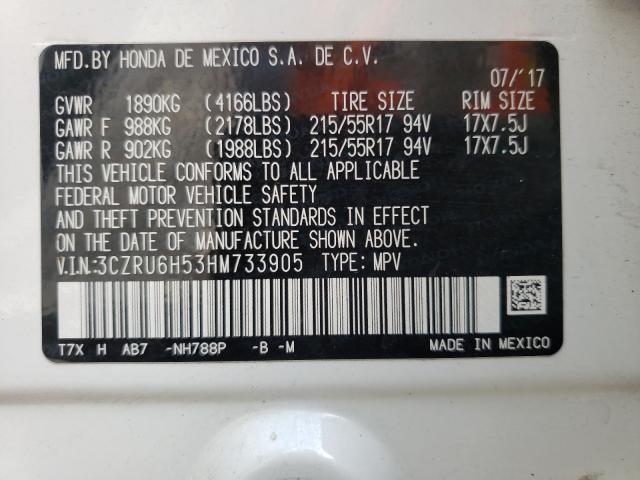 MFD.BY HONDA DE MEXICO S.A. DE C.V.
07/'17
GVWR 1890KG (4166LBS) TIRE SIZE RIM SIZE
GAWR F 988KG (2178LBS) 215/55R17 94V 17X7.5J
GAWR R 902KG (1988LBS) 215/55R17 94V 17X7.5J
THIS VEHICLE CONFORMS TO ALL APPLICABLE
FEDERAL MOTOR VEHICLE SAFETY
AND THEFT PREVENTION STANDARDS IN EFFECT
ON THE DATE OF MANUFACTURE SHOWN ABOVE.
V.I.N:3CZRU6H53HM733905 TYPE: MPV
T7X H AB7 -NH788P -B -M MADE IN MEXICO